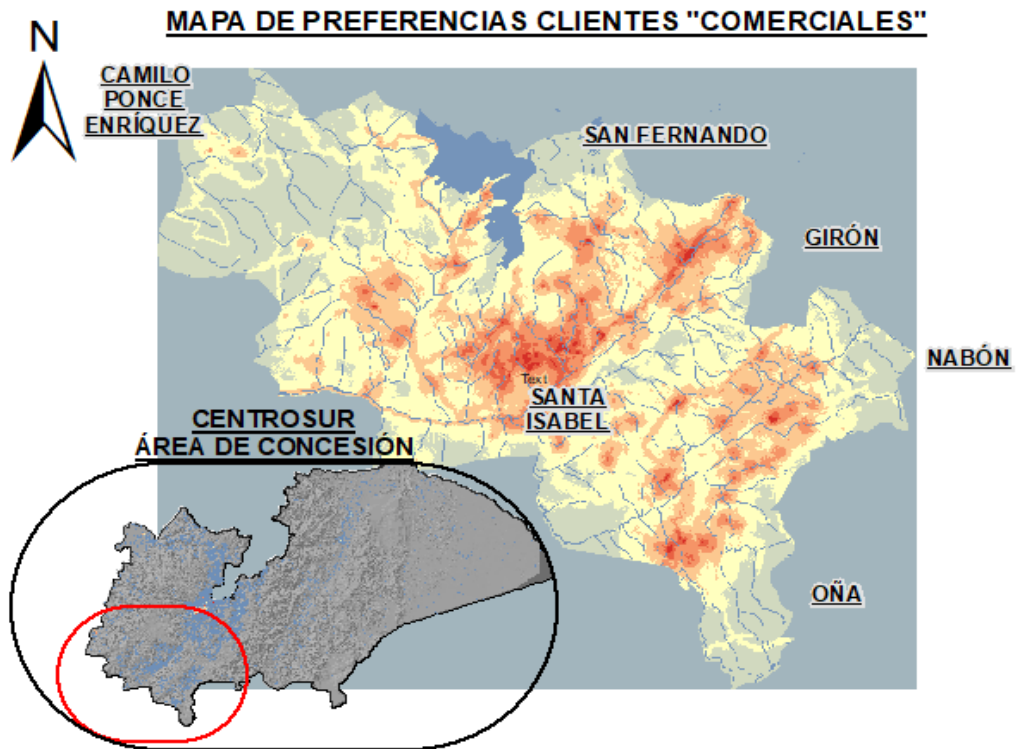 MAPA DE PREFERENCIAS CLIENTES "COMERCIALES"
N
CAMILO
PONCE
ENRÍQUEZ
SAN FERNANDO
GIRÓN
NABÓN
Text
SANTA
ISABEL
CENTROSUR
ÁREA DE CONCESIÓN
OÑA